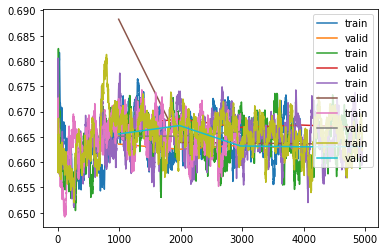 0.690
0.685
0.680
0.675
0.670
0.665
0.660
0.655
0.650
0
1000
2000
3000
4000
5000
train
valid
train
valid
train
valid
train
valid
train
valid